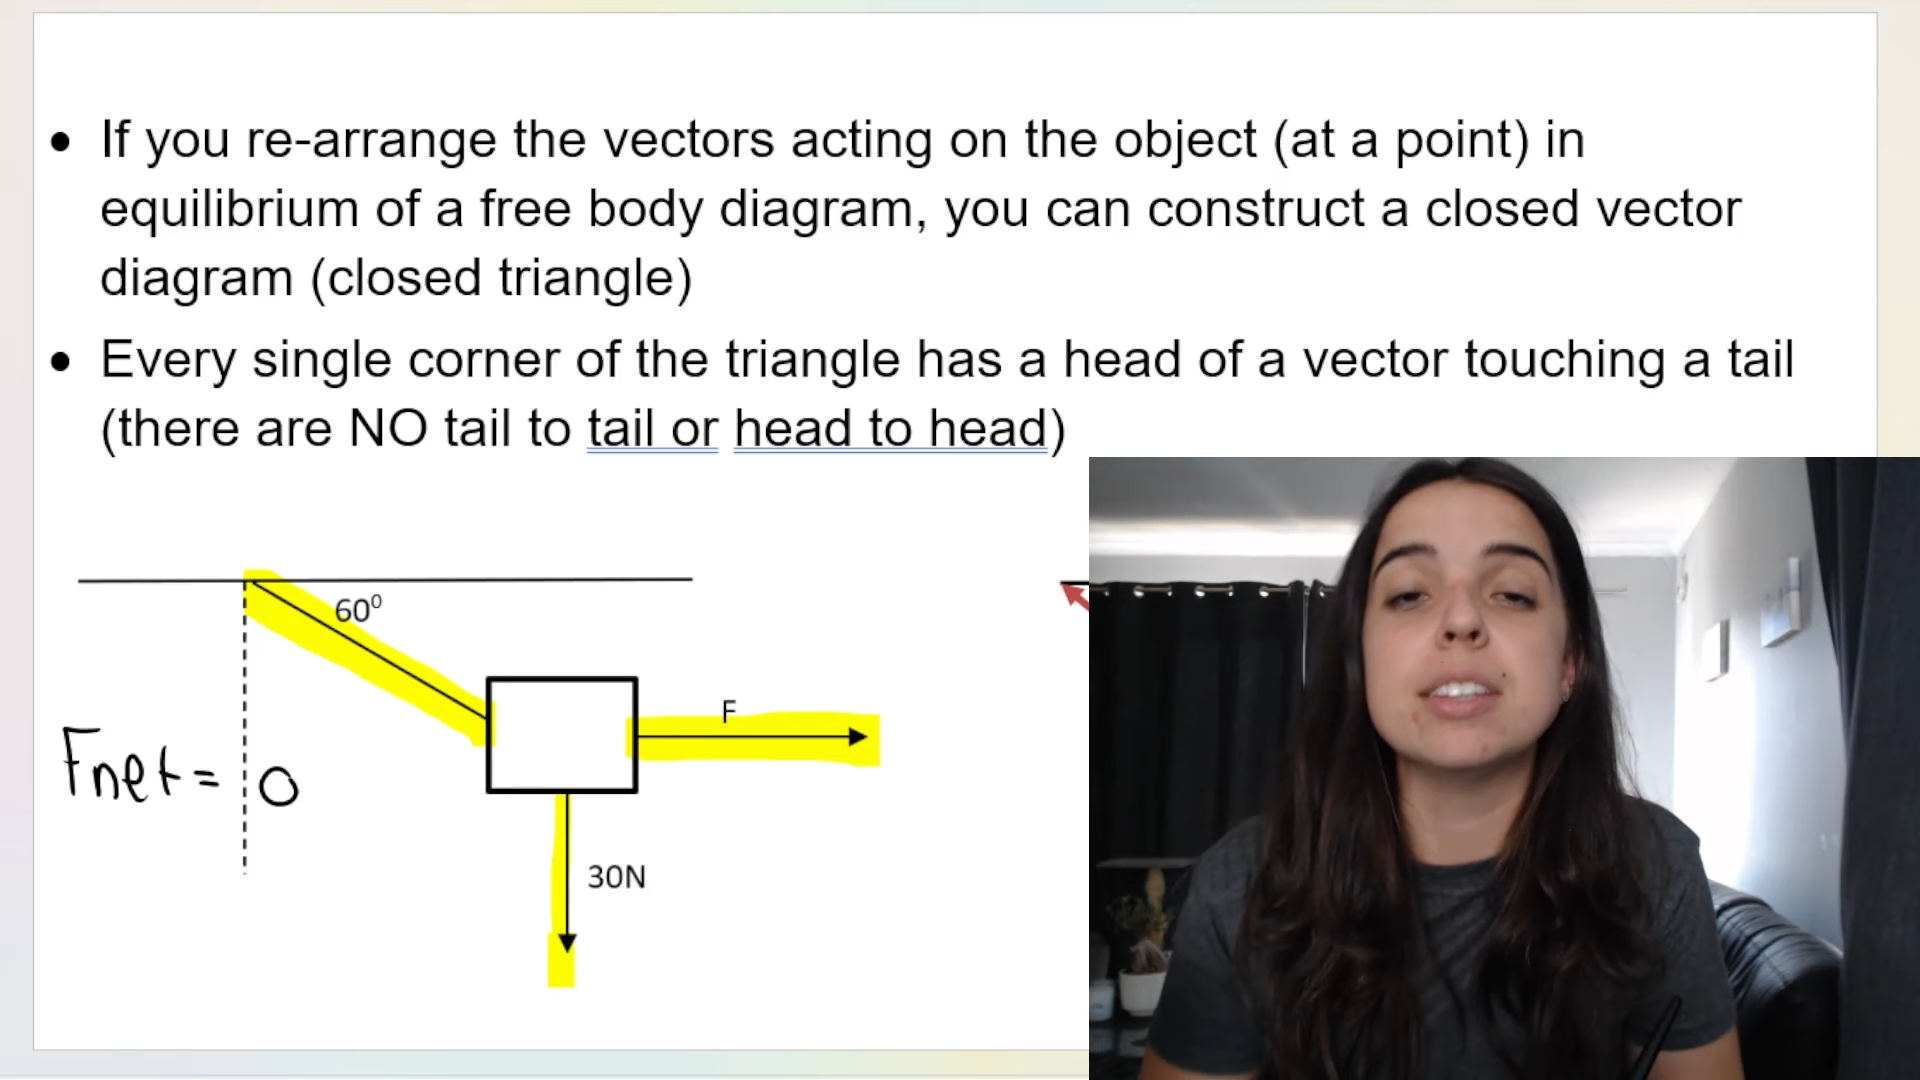 • If you re-arrange the vectors acting on the object (at a point) in
equilibrium of a free body diagram, you can construct a closed vector
diagram (closed triangle)
• Every single corner of the triangle has a head of a vector touching a tail
(there are NO tail to tail or head to head)
60⁰
F
Fnet = 0
30N